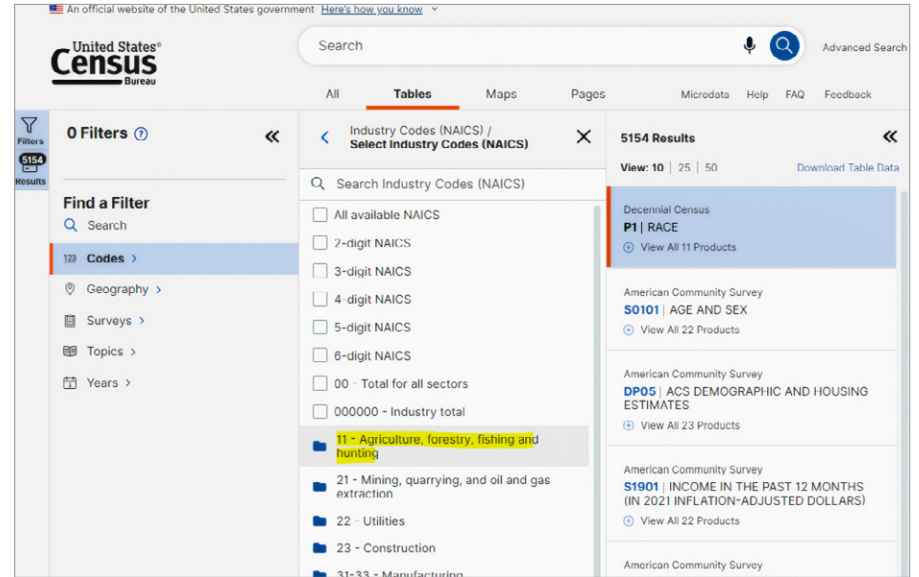 An official website of the United States government Here's how you know
United States®
Census
Bureau
Search
Advanced Search
All Tables Maps Pages
Microdata Help FAQ Feedback
Filters
5154
Results
0 Filters
Find a Filter
Search
123 Codes >
Geography >
Surveys >
Topics >
Years >
Industry Codes (NAICS) /
Select Industry Codes (NAICS)
Search Industry Codes (NAICS)
All available NAICS
2-digit NAICS
3-digit NAICS
4-digit NAICS
5-digit NAICS
6-digit NAICS
00 - Total for all sectors
000000 - Industry total
11 - Agriculture, forestry, fishing and
hunting
21 - Mining, quarrying, and oil and gas
extraction
22 - Utilities
23 - Construction
31-33 - Manufacturing
5154 Results
View: 10 | 25 | 50 Download Table Data
Decennial Census
P1 | RACE
View All 11 Products
American Community Survey
S0101 | AGE AND SEX
View All 22 Products
American Community Survey
DP05 | ACS DEMOGRAPHIC AND HOUSING
ESTIMATES
View All 23 Products
American Community Survey
S1901 | INCOME IN THE PAST 12 MONTHS
(IN 2021 INFLATION-ADJUSTED DOLLARS)
View All 22 Products
American Community Survey